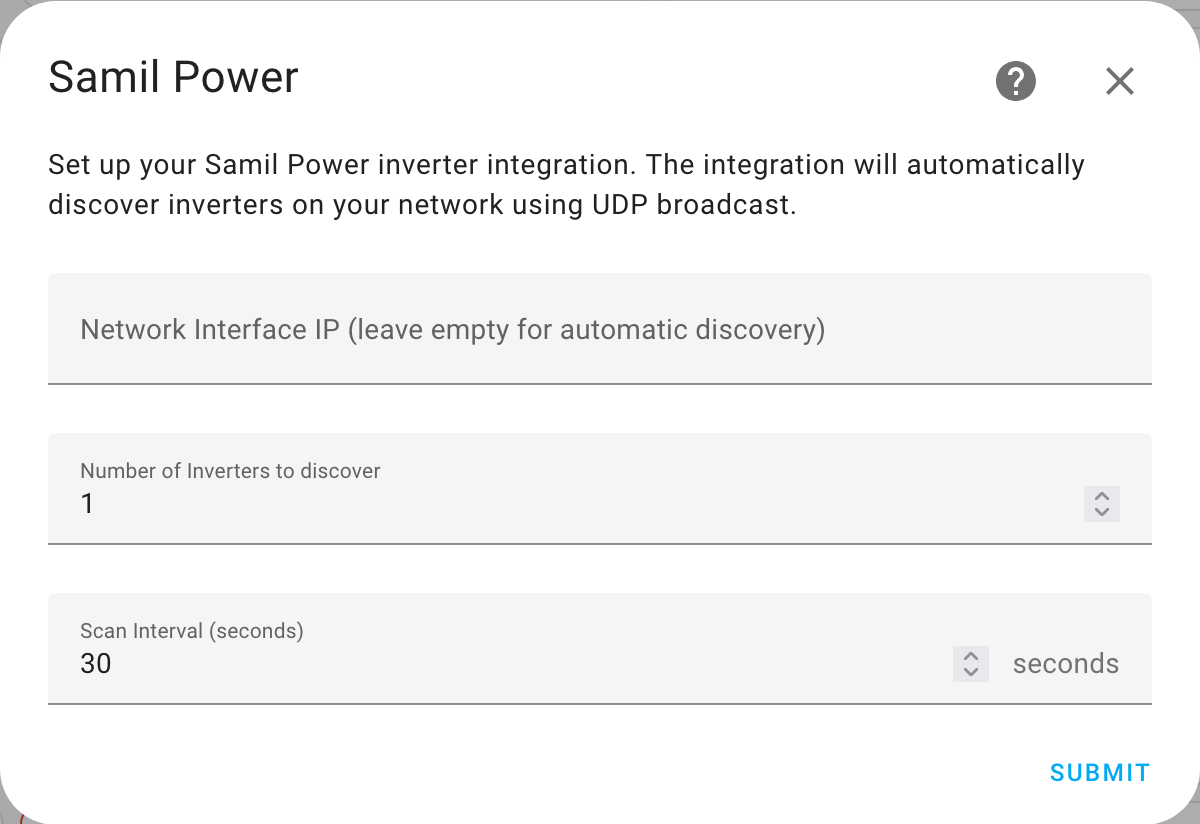 Samil Power
Set up your Samil Power inverter integration. The integration will automatically
discover inverters on your network using UDP broadcast.
Network Interface IP (leave empty for automatic discovery)
Number of Inverters to discover
1
Scan Interval (seconds)
30
seconds
SUBMIT